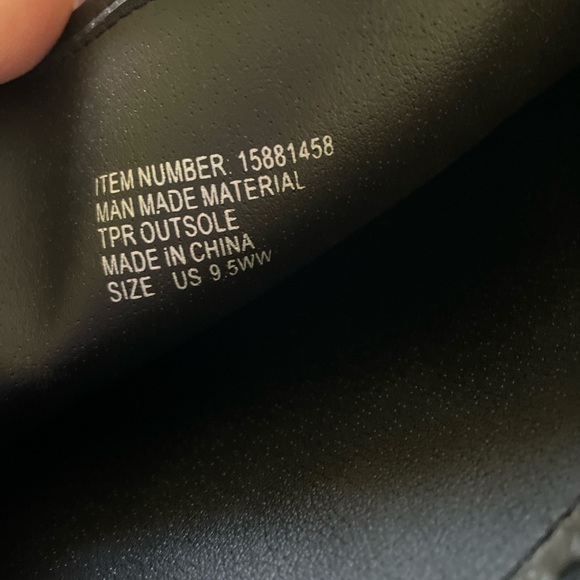 ITEM NUMBER: 15881458
MAN MADE MATERIAL
TPR OUTSOLE
MADE IN CHINA
SIZE US 9.5WW